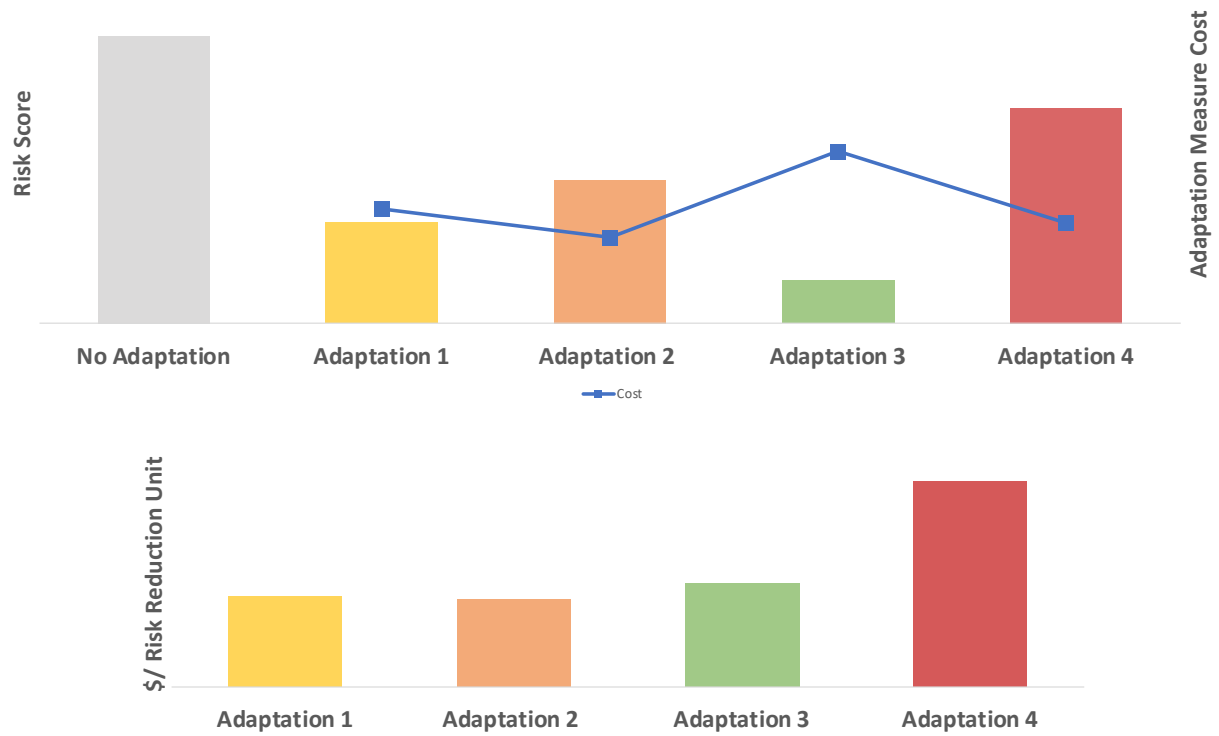 Risk Score
Adaptation Measure Cost
No Adaptation
Adaptation 1
Adaptation 2
Adaptation 3
Adaptation 4
Cost
$/ Risk Reduction Unit
Adaptation 1
Adaptation 2
Adaptation 3
Adaptation 4